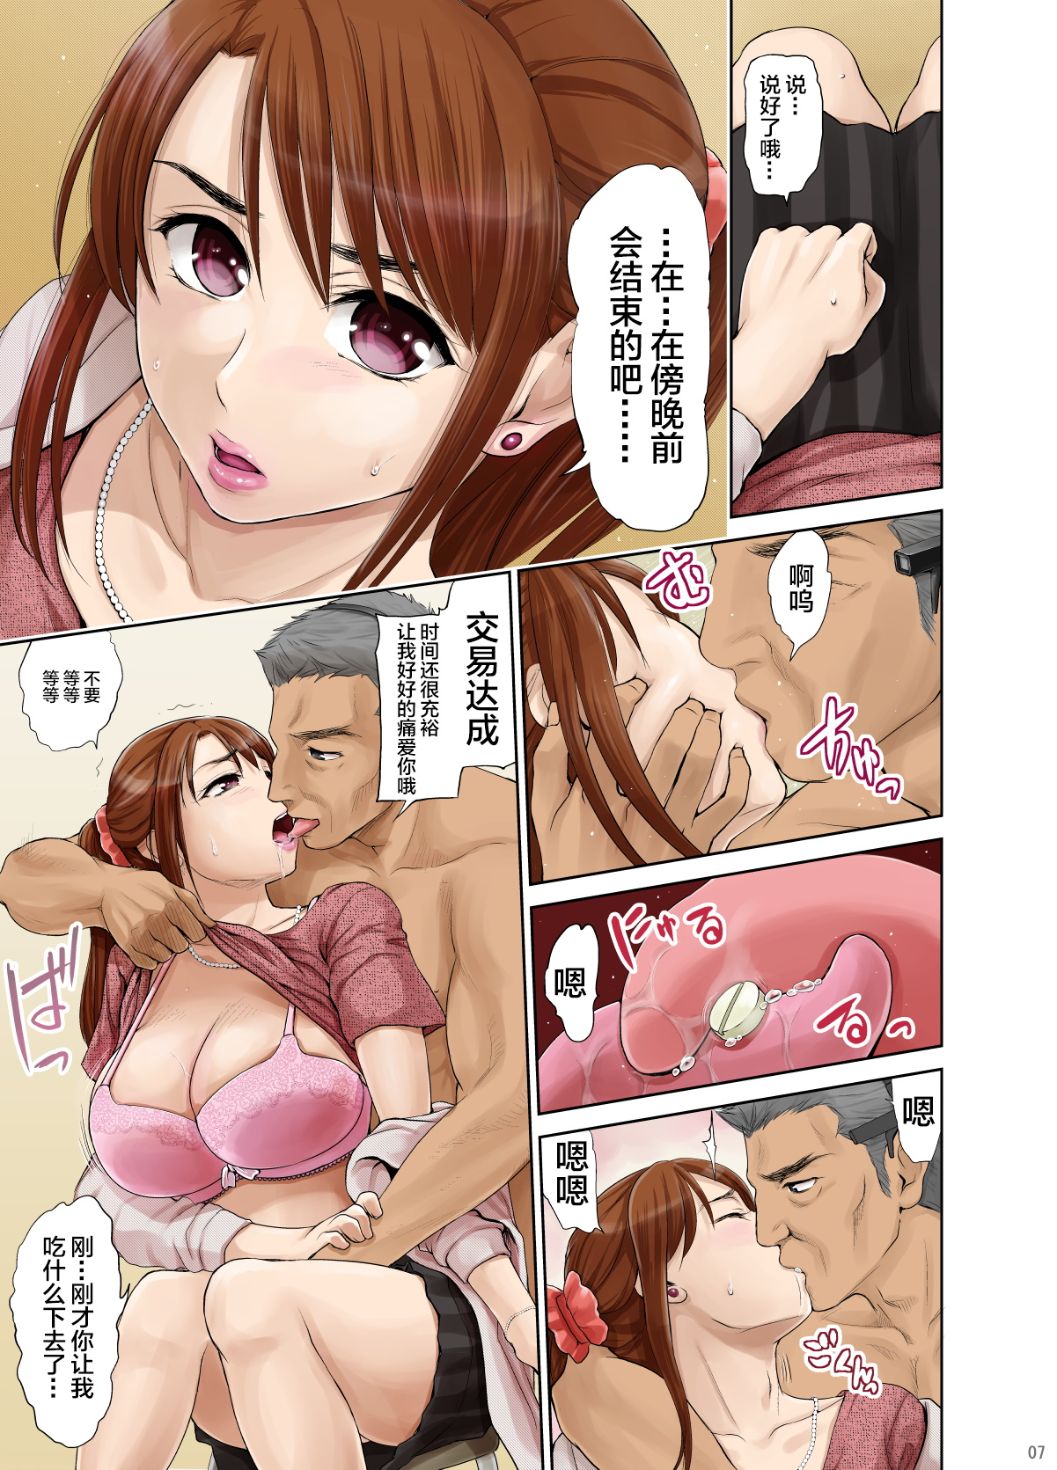 说…
说好了哦…
…在…在傍晚前
会结束的吧……
啊呜
むに
ちゅっ
嗯
にゅる
るっ
嗯
嗯嗯
ごくんっ
交易达成
时间还很充裕
让我好好的痛爱你哦
不要
等等
等等
ばっ
刚…刚才你让我
吃什么下去了…
07